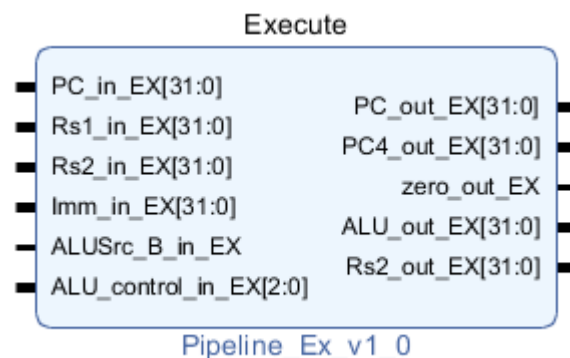 Execute
PC_in_EX[31:0]
Rs1_in_EX[31:0]
Rs2_in_EX[31:0]
Imm_in_EX[31:0]
ALUSrc_B_in_EX
ALU_control_in_EX[2:0]
PC_out_EX[31:0]
PC4_out_EX[31:0]
zero_out_EX
ALU_out_EX[31:0]
Rs2_out_EX[31:0]
Pipeline_Ex_v1_0